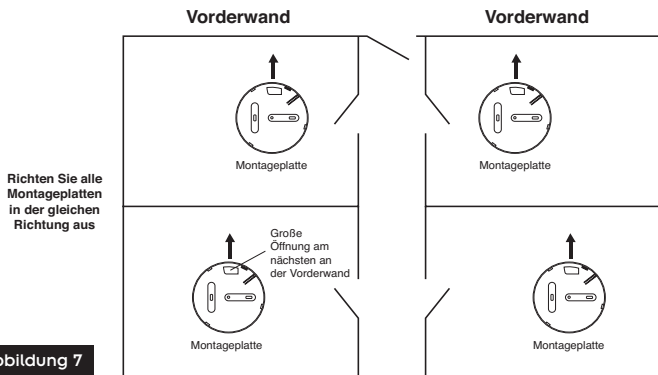 Vorderwand
Vorderwand
Montageplatte
Montageplatte
Richten Sie alle
Montageplatten
in der gleichen
Richtung aus
Große
Öffnung am
nächsten an
der Vorderwand
Montageplatte
Montageplatte
bbildung 7